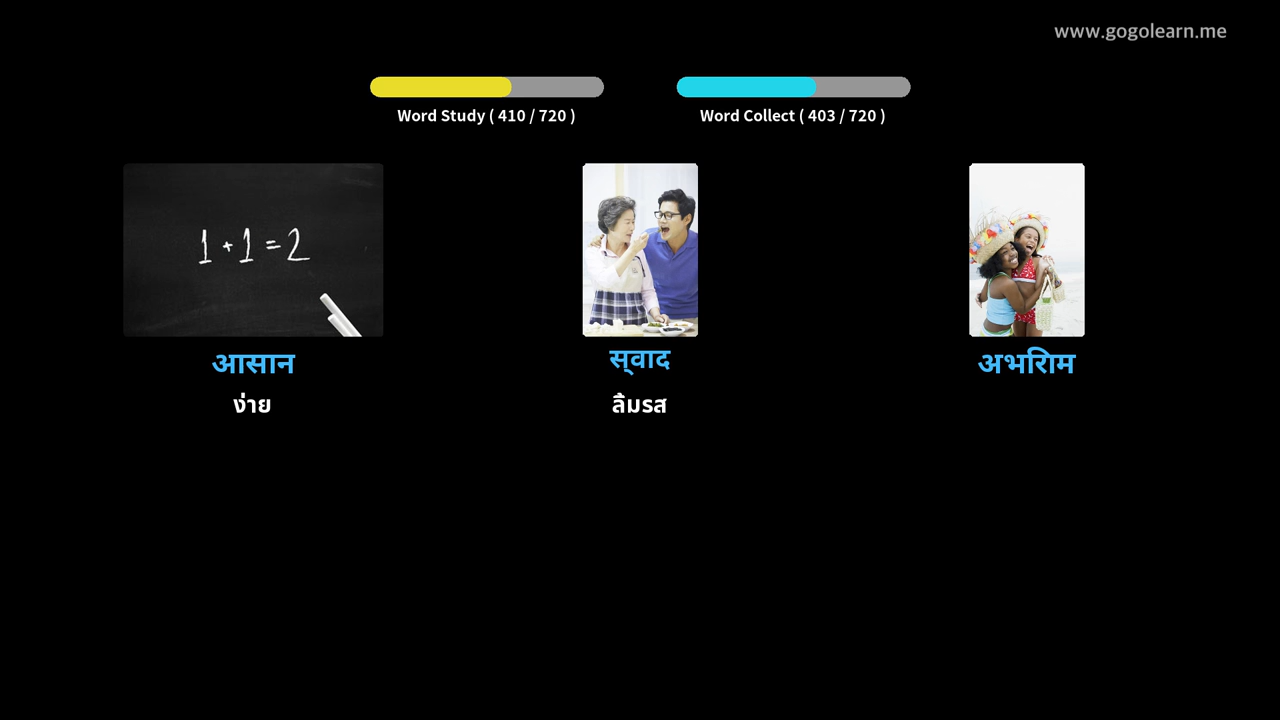 www.gogolearn.me
Word Study ( 410 / 720 )
Word Collect ( 403 / 720 )
1 + 1 = 2
आसान
स्वाद
अभिराम
ง่าย
ลิ้มรส